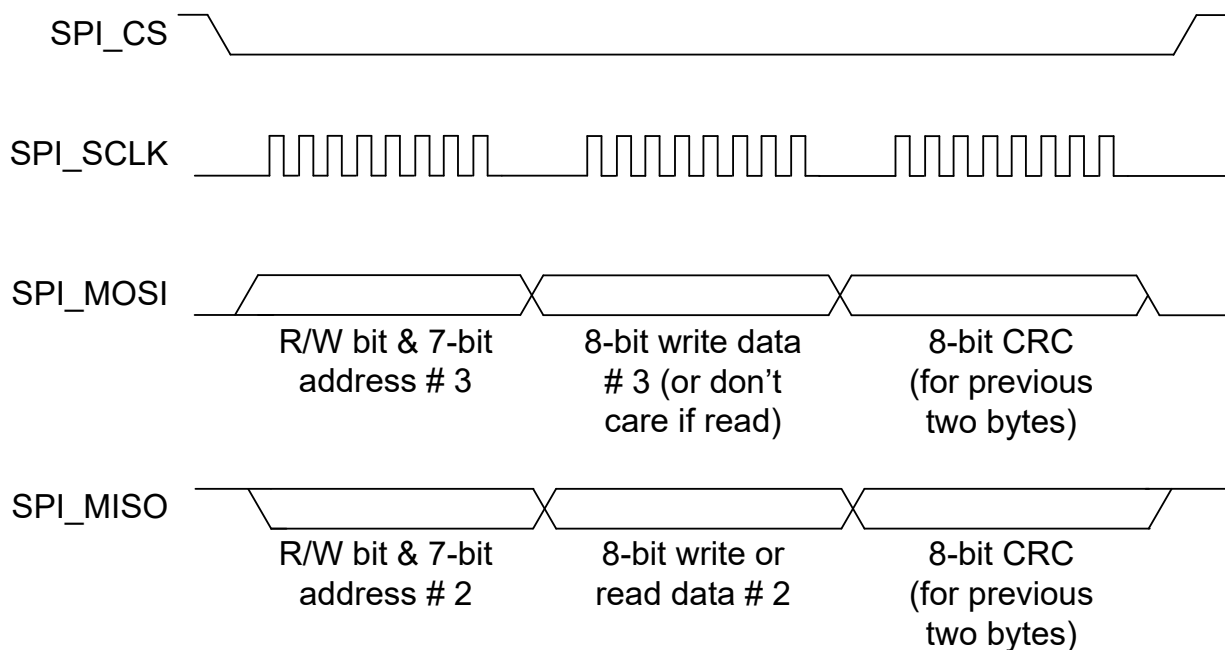 SPI_CS
SPI_SCLK
SPI_MOSI
R/W bit & 7-bit
address # 3
8-bit write data
# 3 (or don’t
care if read)
8-bit CRC
(for previous
two bytes)
SPI_MISO
R/W bit & 7-bit
address # 2
8-bit write or
read data # 2
8-bit CRC
(for previous
two bytes)